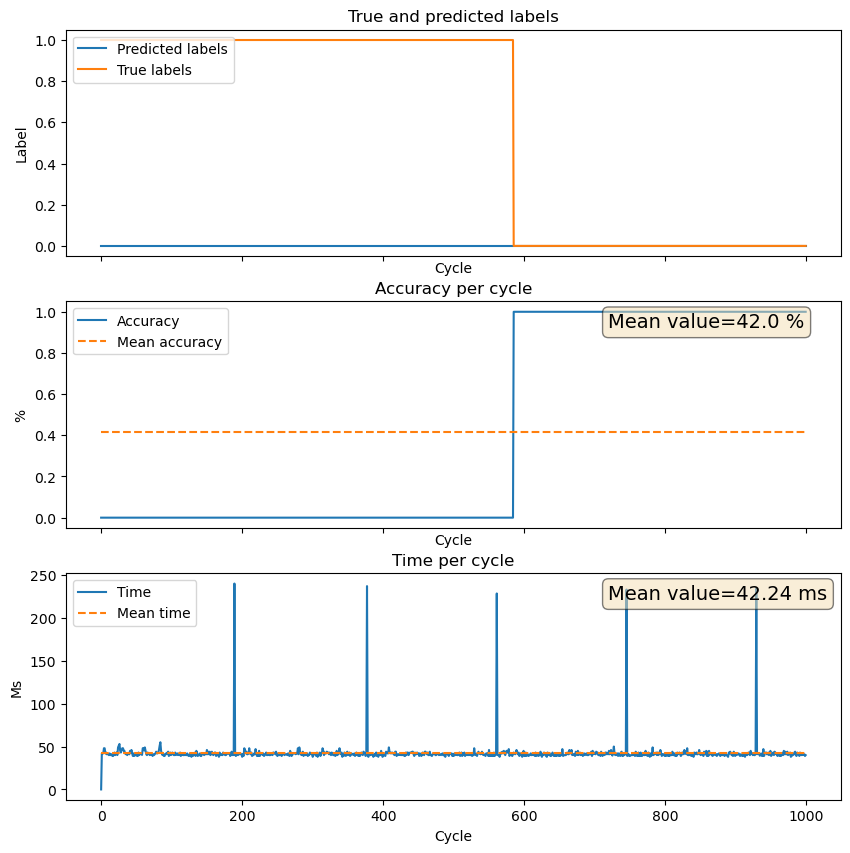 True and predicted labels
1.0
0.8
0.6
0.4
0.2
0.0
Label
Predicted labels
True labels
Cycle
Accuracy per cycle
1.0
0.8
0.6
0.4
0.2
0.0
%
Accuracy
Mean accuracy
Mean value=42.0 %
Cycle
Time per cycle
250
200
150
100
50
0
Ms
Time
Mean time
Mean value=42.24 ms
0 200 400 600 800 1000
Cycle